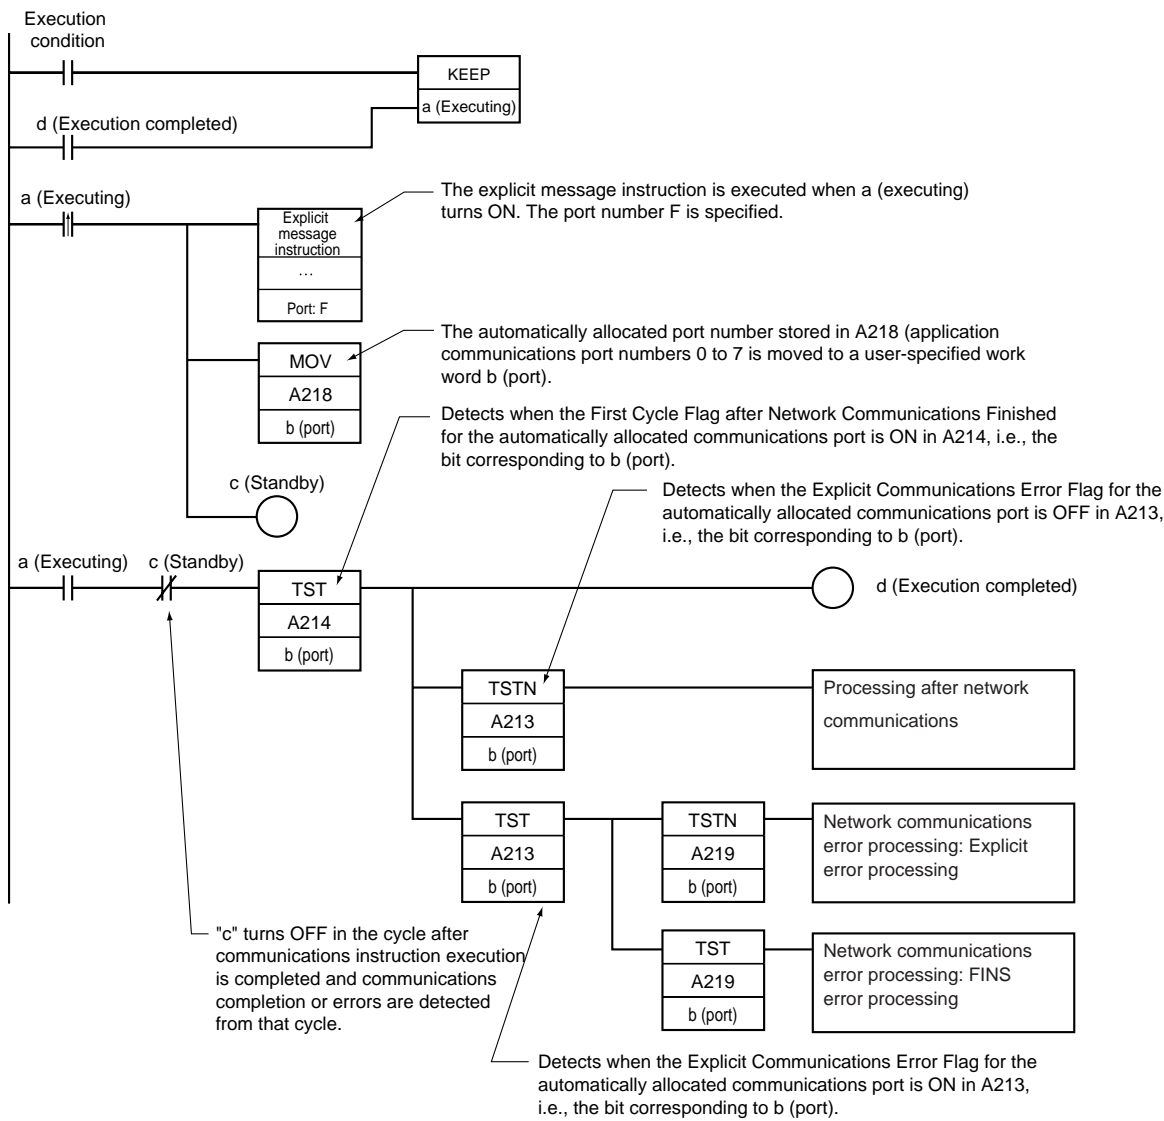 Execution
condition
KEEP
a (Executing)
d (Execution completed)
a (Executing)
The explicit message instruction is executed when a (executing)
turns ON. The port number F is specified.
Explicit
message
instruction
...
Port: F
The automatically allocated port number stored in A218 (application
communications port numbers 0 to 7 is moved to a user-specified work
word b (port).
MOV
A218
b (port)
Detects when the First Cycle Flag after Network Communications Finished
for the automatically allocated communications port is ON in A214, i.e., the
bit corresponding to b (port).
c (Standby)
Detects when the Explicit Communications Error Flag for the
automatically allocated communications port is OFF in A213,
i.e., the bit corresponding to b (port).
a (Executing)
c (Standby)
TST
A214
b (port)
d (Execution completed)
TSTN
A213
b (port)
Processing after network
communications
TST
A213
b (port)
TSTN
A219
b (port)
Network communications
error processing: Explicit
error processing
"c" turns OFF in the cycle after
communications instruction execution
is completed and communications
completion or errors are detected
from that cycle.
TST
A219
b (port)
Network communications
error processing: FINS
error processing
Detects when the Explicit Communications Error Flag for the
automatically allocated communications port is ON in A213,
i.e., the bit corresponding to b (port).